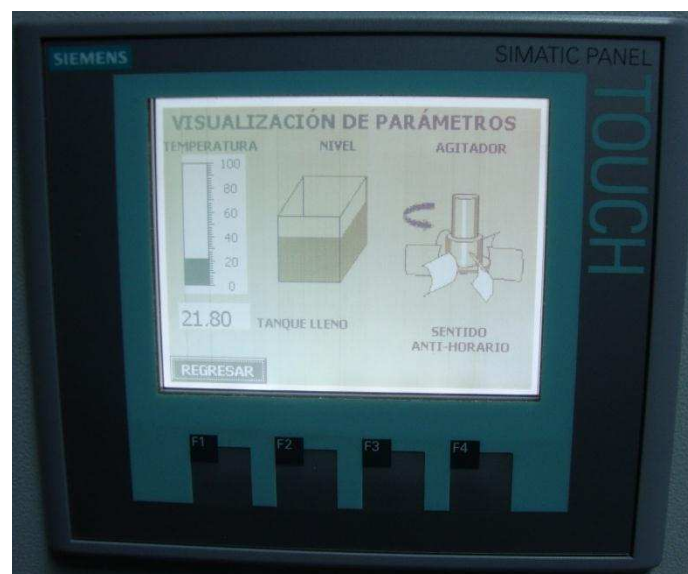 SIEMENS
SIMATIC PANEL
TOUCH
VISUALIZACIÓN DE PARÁMETROS
TEMPERATURA NIVEL AGITADOR
100
80
60
40
20
0
21.80
TANQUE LLENO
SENTIDO
ANTI-HORARIO
REGRESAR
F1 F2 F3 F4